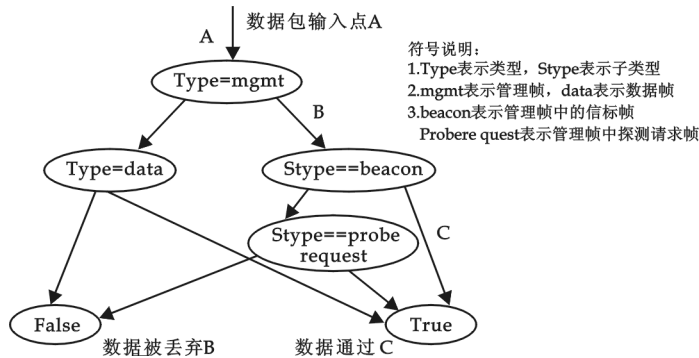 数据包输入点A
A
Type=mgmt
符号说明：
1.Type表示类型，Stype表示子类型
2.mgmt表示管理帧，data表示数据帧
3.beacon表示管理帧中的信标帧
Probere quest表示管理帧中探测请求帧
B
Type=data
Stype==beacon
Stype==probe
request
C
False
True
数据被丢弃B
数据通过 C